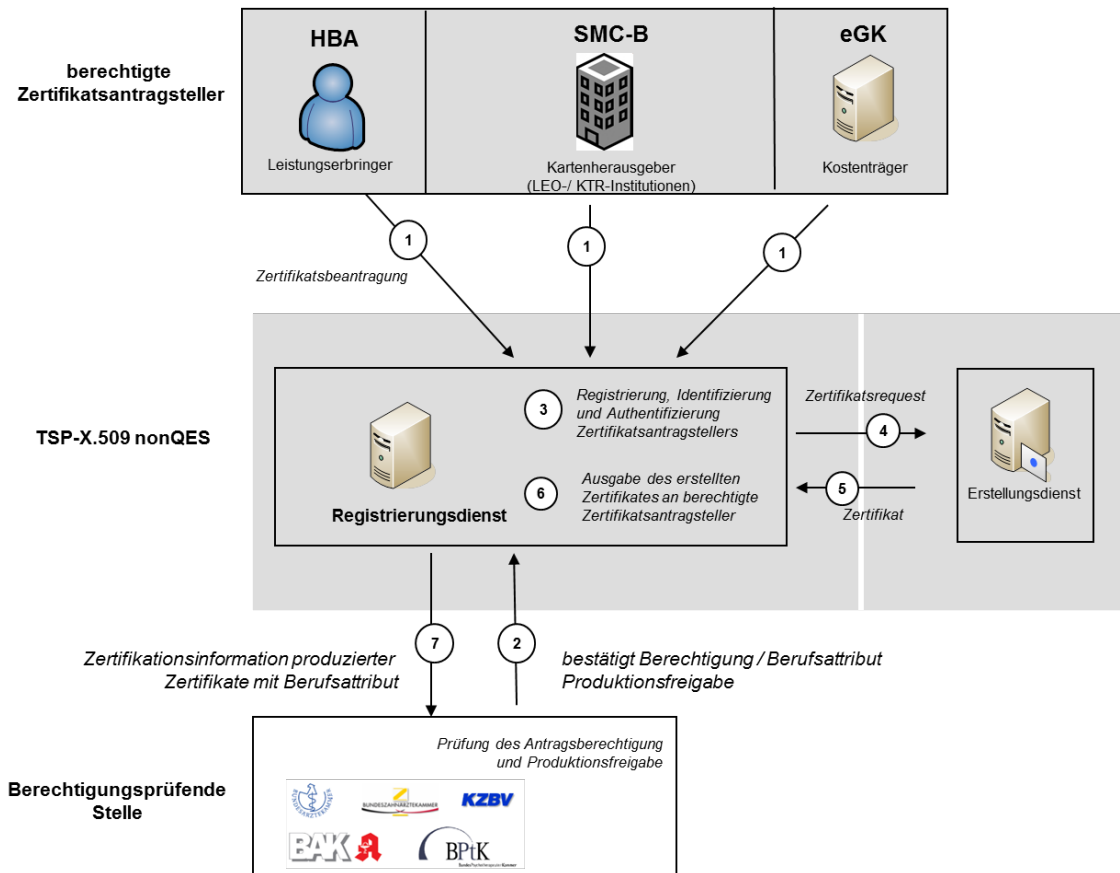 HBA
SMC-B
eGK
berechtigte
Zertifikatsantragsteller
Leistungserbringer
Kartenherausgeber
(LEO-/ KTR-Institutionen)
Kostenträger
1
1
1
Zertifikatsbeantragung
TSP-X.509 nonQES
3
Registrierung, Identifizierung
und Authentifizierung
Zertifikatsantragstellers
6
Ausgabe des erstellten
Zertifikates an berechtigte
Zertifikatsantragsteller
Registrierungsdienst
Zertifikatsrequest
4
5
Zertifikat
Erstellungsdienst
7
2
Zertifikationsinformation produzierter
Zertifikate mit Berufsattribut
bestätigt Berechtigung / Berufsattribut
Produktionsfreigabe
Berechtigungsprüfende
Stelle
Prüfung des Antragsberechtigung
und Produktionsfreigabe
BUNDESÄRZTEKAMMER
BUNDESZAHNÄRZTEKAMMER
KZBV
BAK
BPtK
BundesPsychotherapeutenKammer